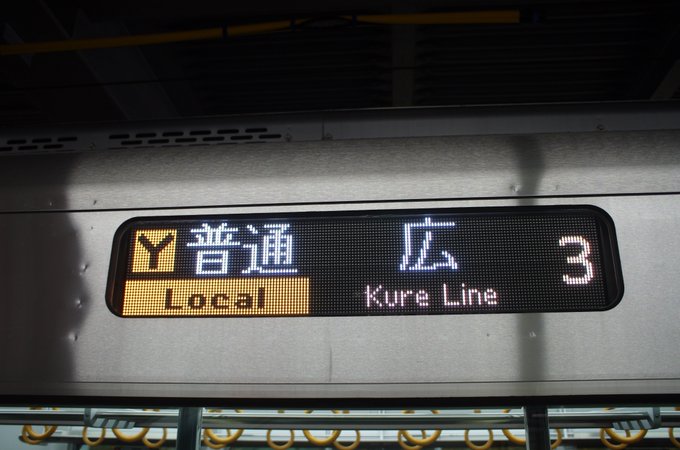 Y 普通 広 3
Local Kure Line